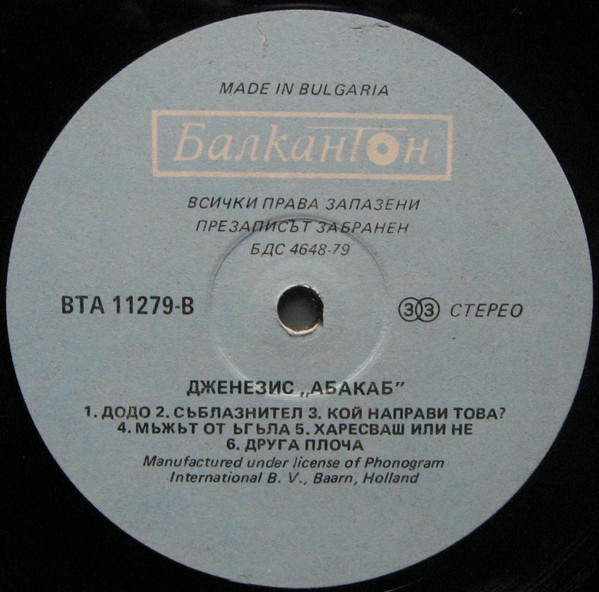 MADE IN BULGARIA
Балкантон
ВСИЧКИ ПРАВА ЗАПАЗЕНИ
ПРЕЗАПИСЪТ ЗАБРАНЕН
БДС 4648-79
ВТА 11279-В
33 СТЕРЕО
ДЖЕНЕЗИС „АБАКАБ"
1. ДОДО 2. СЪБЛАЗНИТЕЛ 3. КОЙ НАПРАВИ ТОВА?
4. МЪЖЪТ ОТ ЪГЪЛА 5. ХАРЕСВАШ ИЛИ НЕ
6. ДРУГА ПЛОЧА
Manufactured under license of Phonogram
International B. V., Baarn, Holland